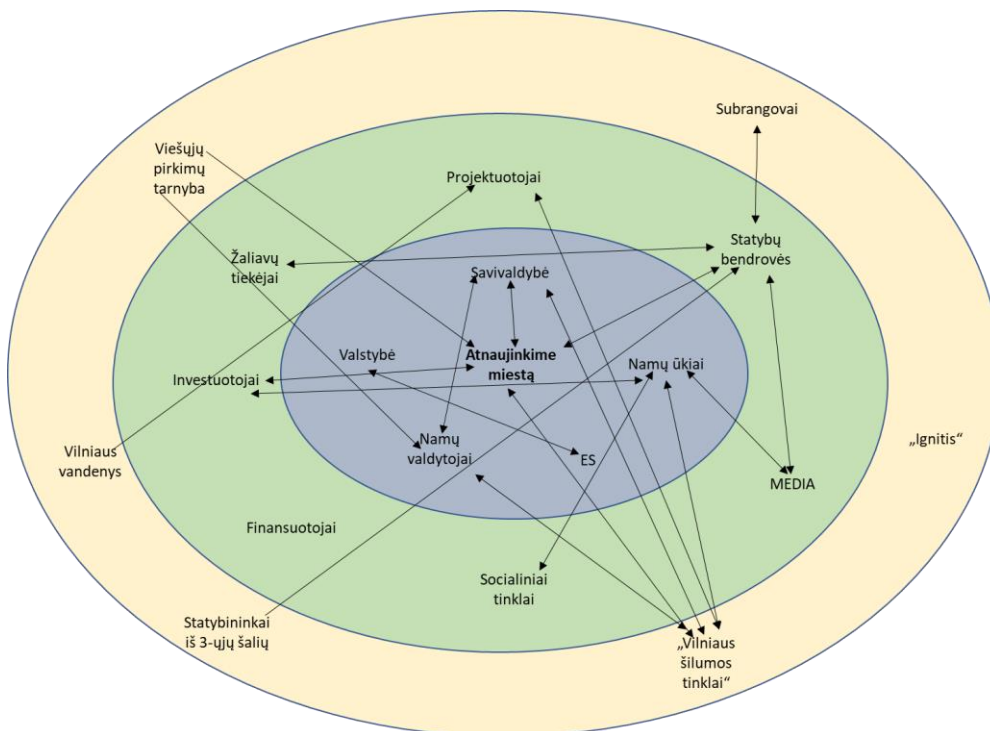 Subrangovai
Viešųjų
pirkimų
tarnyba
Projektuotojai
Statybų
bendrovės
Žaliavų
tiekėjai
Savivaldybė
Valstybė
Atnaujinkime
miestą
Namų ūkiai
Investuotojai
Vilniaus
vandenys
Namų
valdytojai
ES
„Ignitis“
MEDIA
Finansuotojai
Socialiniai
tinklai
Statybininkai
iš 3-ųjų šalių
„Vilniaus
šilumos
tinklai“